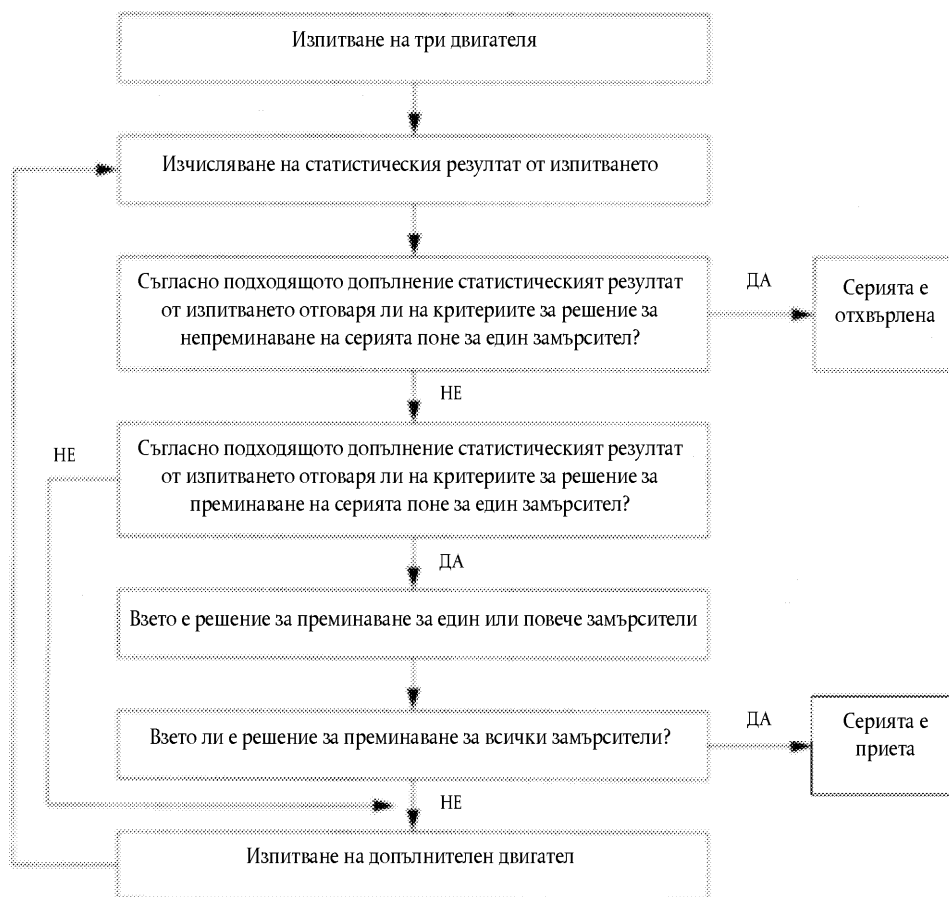 Изпитване на три двигателя
Изчисляване на статистическия резултат от изпитването
Съгласно подходящото допълнение статистическият резултат
от изпитването отговаря ли на критериите за решение за
непреминаване на серията поне за един замърсител?
ДА
Серията е
отхвърлена
НЕ
Съгласно подходящото допълнение статистическият резултат
от изпитването отговаря ли на критериите за решение за
преминаване на серията поне за един замърсител?
НЕ
ДА
Взето е решение за преминаване за един или повече замърсители
Взето ли е решение за преминаване за всички замърсители?
ДА
Серията е
приета
НЕ
Изпитване на допълнителен двигател